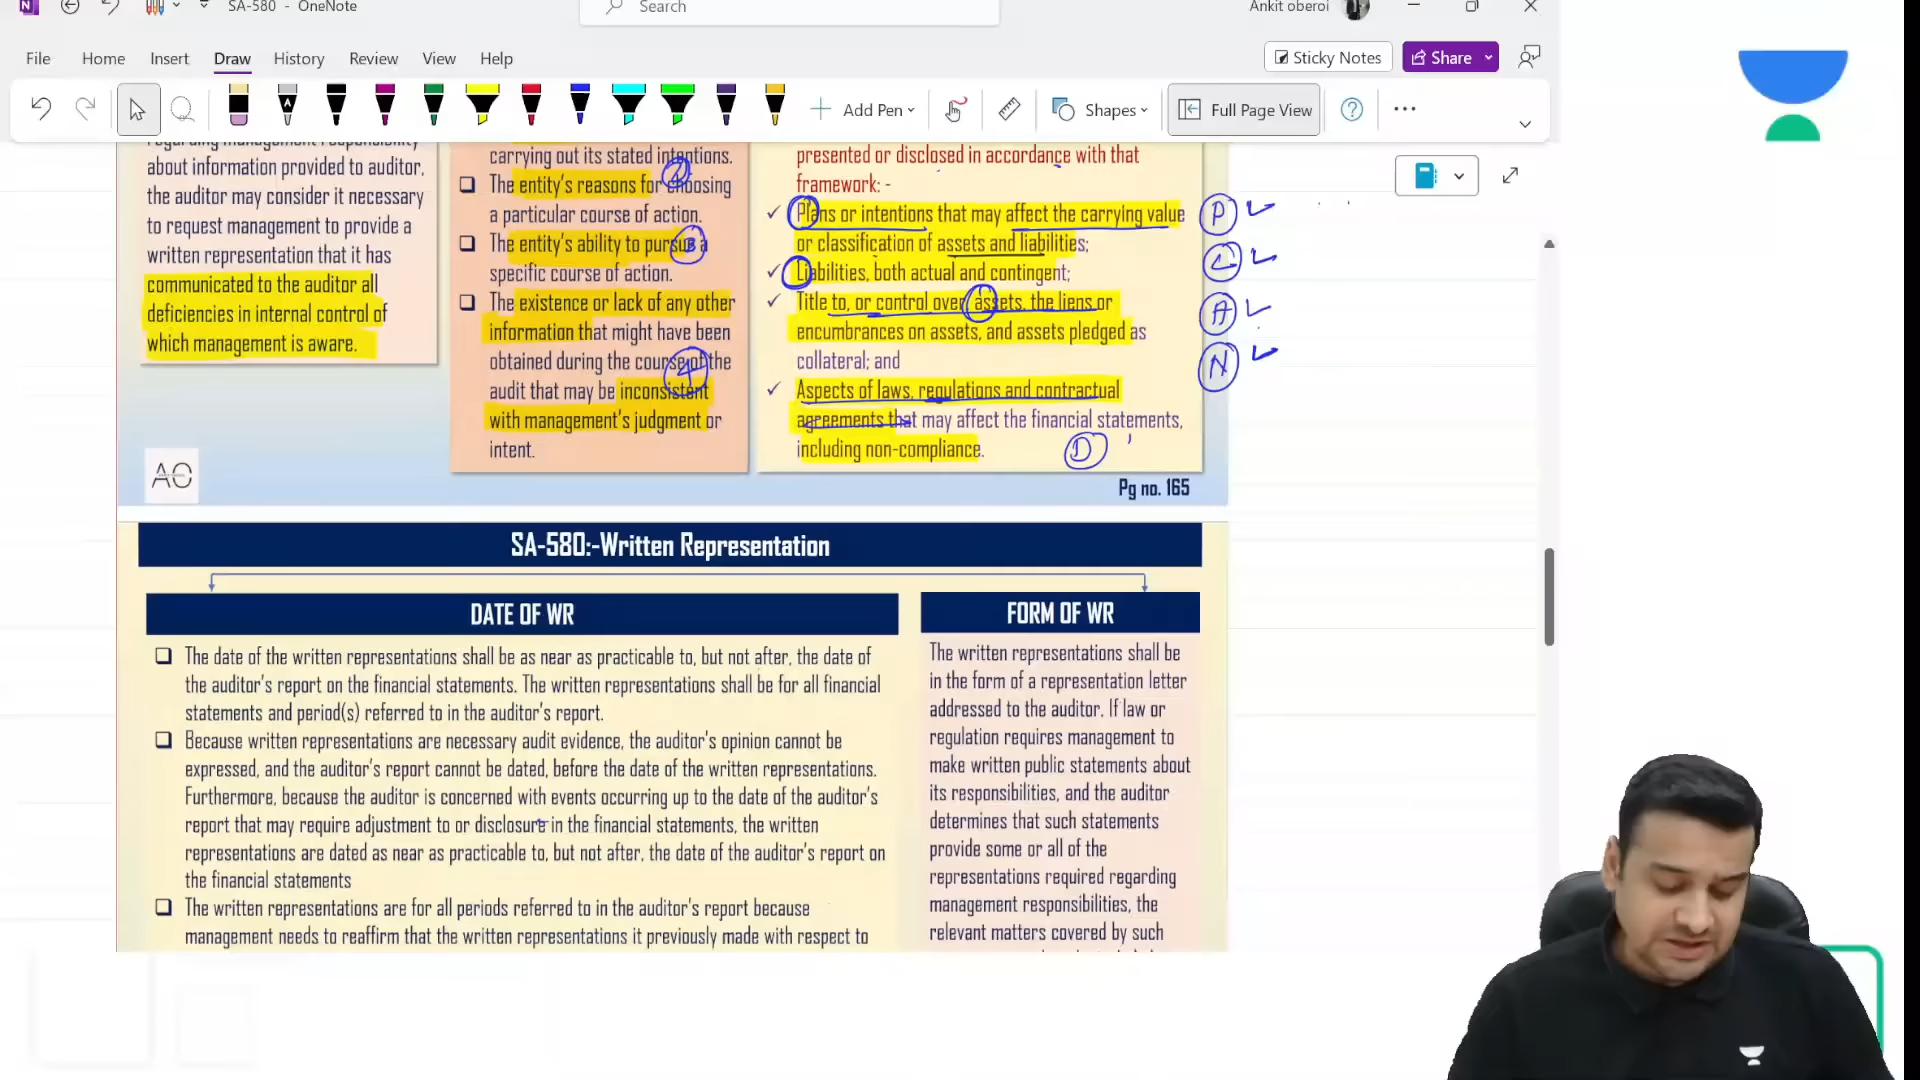 SA-580 - OneNote
Search
Ankit oberoi
File Home Insert Draw History Review View Help
Sticky Notes
Share
Add Pen
Shapes
Full Page View
regarding management responsibility
about information provided to auditor,
the auditor may consider it necessary
to request management to provide a
written representation that it has
communicated to the auditor all
deficiencies in internal control of
which management is aware.
AO
carrying out its stated intentions.
The entity's reasons for choosing
a particular course of action.
The entity's ability to pursue a
specific course of action.
The existence or lack of any other
information that might have been
obtained during the course of the
audit that may be inconsistent
with management's judgment or
intent.
2
3
4
presented or disclosed in accordance with that
framework: -
Plans or intentions that may affect the carrying value
or classification of assets and liabilities;
Liabilities, both actual and contingent;
Title to, or control over, assets, the liens or
encumbrances on assets, and assets pledged as
collateral; and
Aspects of laws, regulations and contractual
agreements that may affect the financial statements,
including non-compliance.
P
L
A
N
D
Pg no. 165
SA-580:-Written Representation
DATE OF WR
The date of the written representations shall be as near as practicable to, but not after, the date of
the auditor's report on the financial statements. The written representations shall be for all financial
statements and period(s) referred to in the auditor's report.
Because written representations are necessary audit evidence, the auditor's opinion cannot be
expressed, and the auditor's report cannot be dated, before the date of the written representations.
Furthermore, because the auditor is concerned with events occurring up to the date of the auditor's
report that may require adjustment to or disclosure in the financial statements, the written
representations are dated as near as practicable to, but not after, the date of the auditor's report on
the financial statements
The written representations are for all periods referred to in the auditor's report because
management needs to reaffirm that the written representations it previously made with respect to
FORM OF WR
The written representations shall be
in the form of a representation letter
addressed to the auditor. If law or
regulation requires management to
make written public statements about
its responsibilities, and the auditor
determines that such statements
provide some or all of the
representations required regarding
management responsibilities, the
relevant matters covered by such